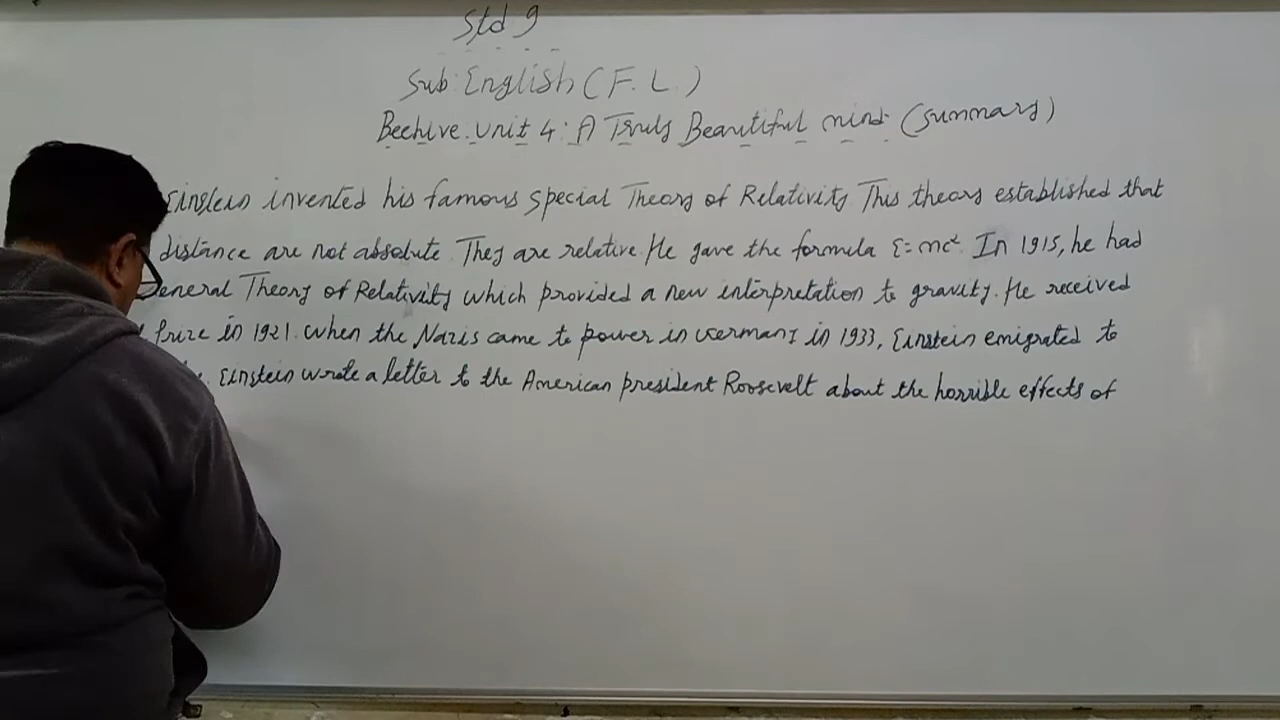 Std 9
Sub: English (F.L.)
Beehive. Unit 4: A Truly Beautiful mind (summary)
Einstein invented his famous special Theory of Relativity This theory established that
distance are not absolute. They are relative. He gave the formula E=mc². In 1915, he had
General Theory of Relativity which provided a new interpretation to gravity. He received
Prize in 1921. When the Nazis came to power in Germany in 1933, Einstein emigrated to
Einstein wrote a letter to the American president Roosevelt about the horrible effects of